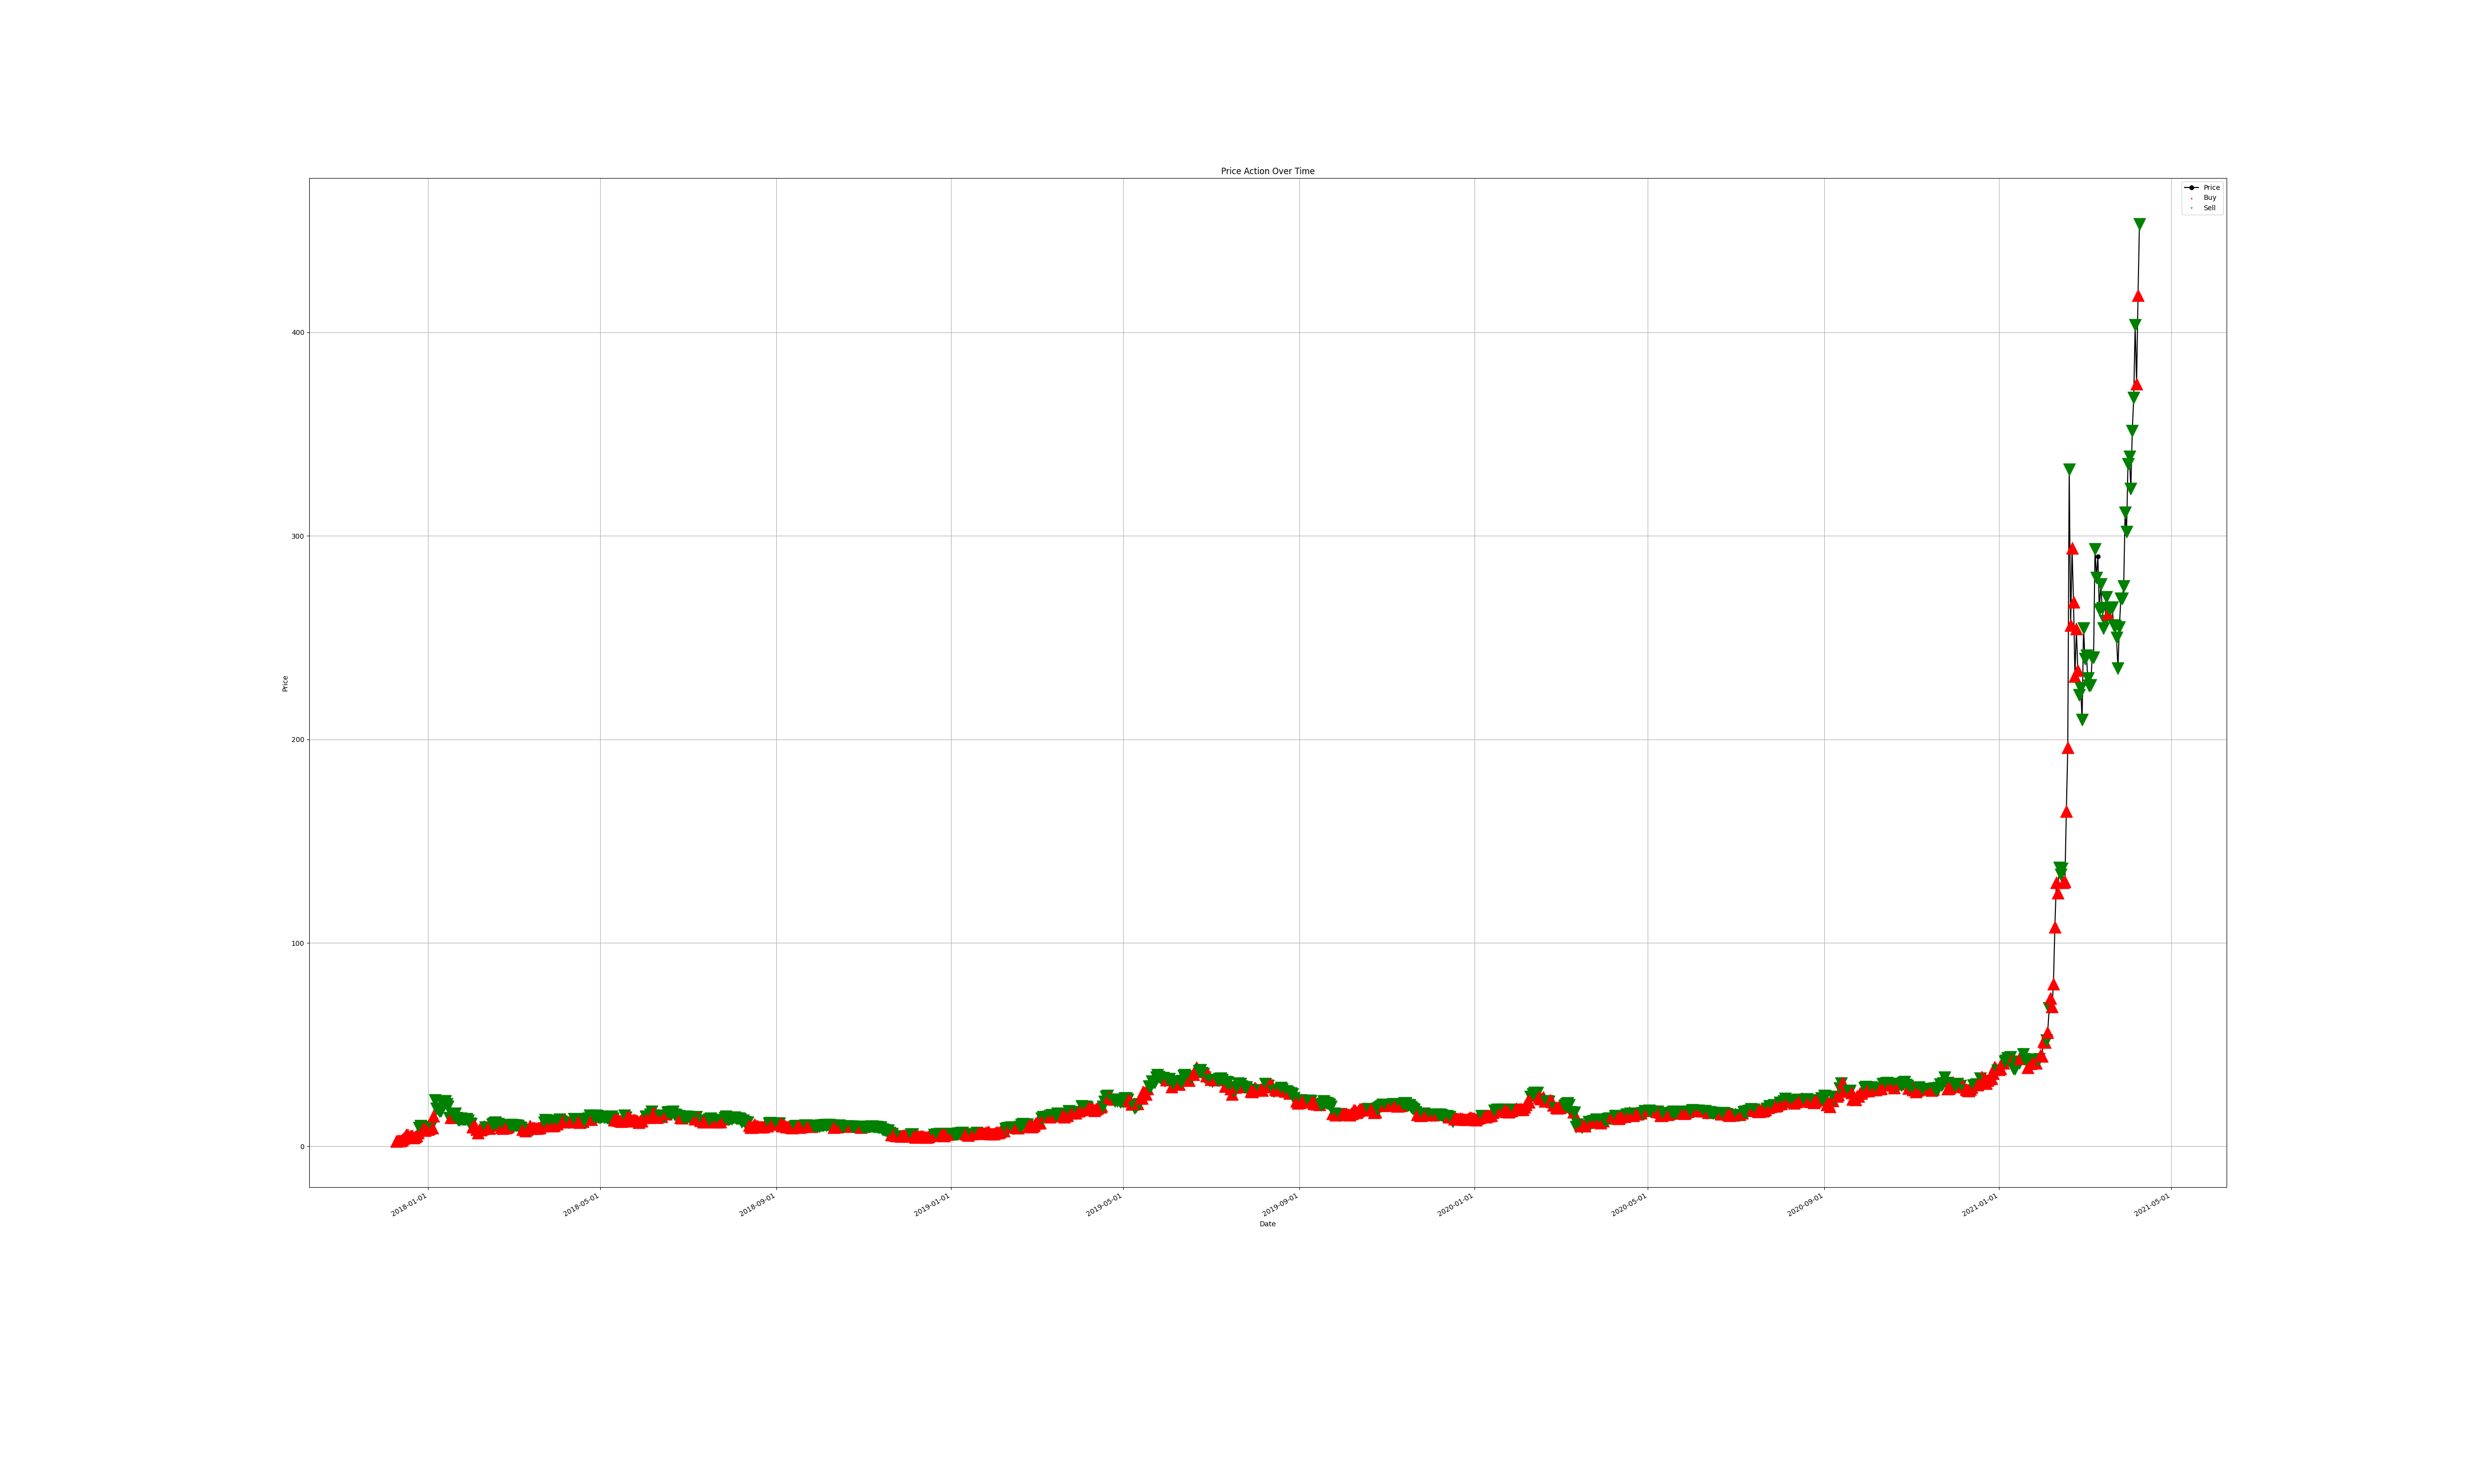 Price Action Over Time
Price
Buy
Sell
400
300
200
100
0
Price
2018-01-01
2018-05-01
2018-09-01
2019-01-01
2019-05-01
2019-09-01
2020-01-01
2020-05-01
2020-09-01
2021-01-01
2021-05-01
Date